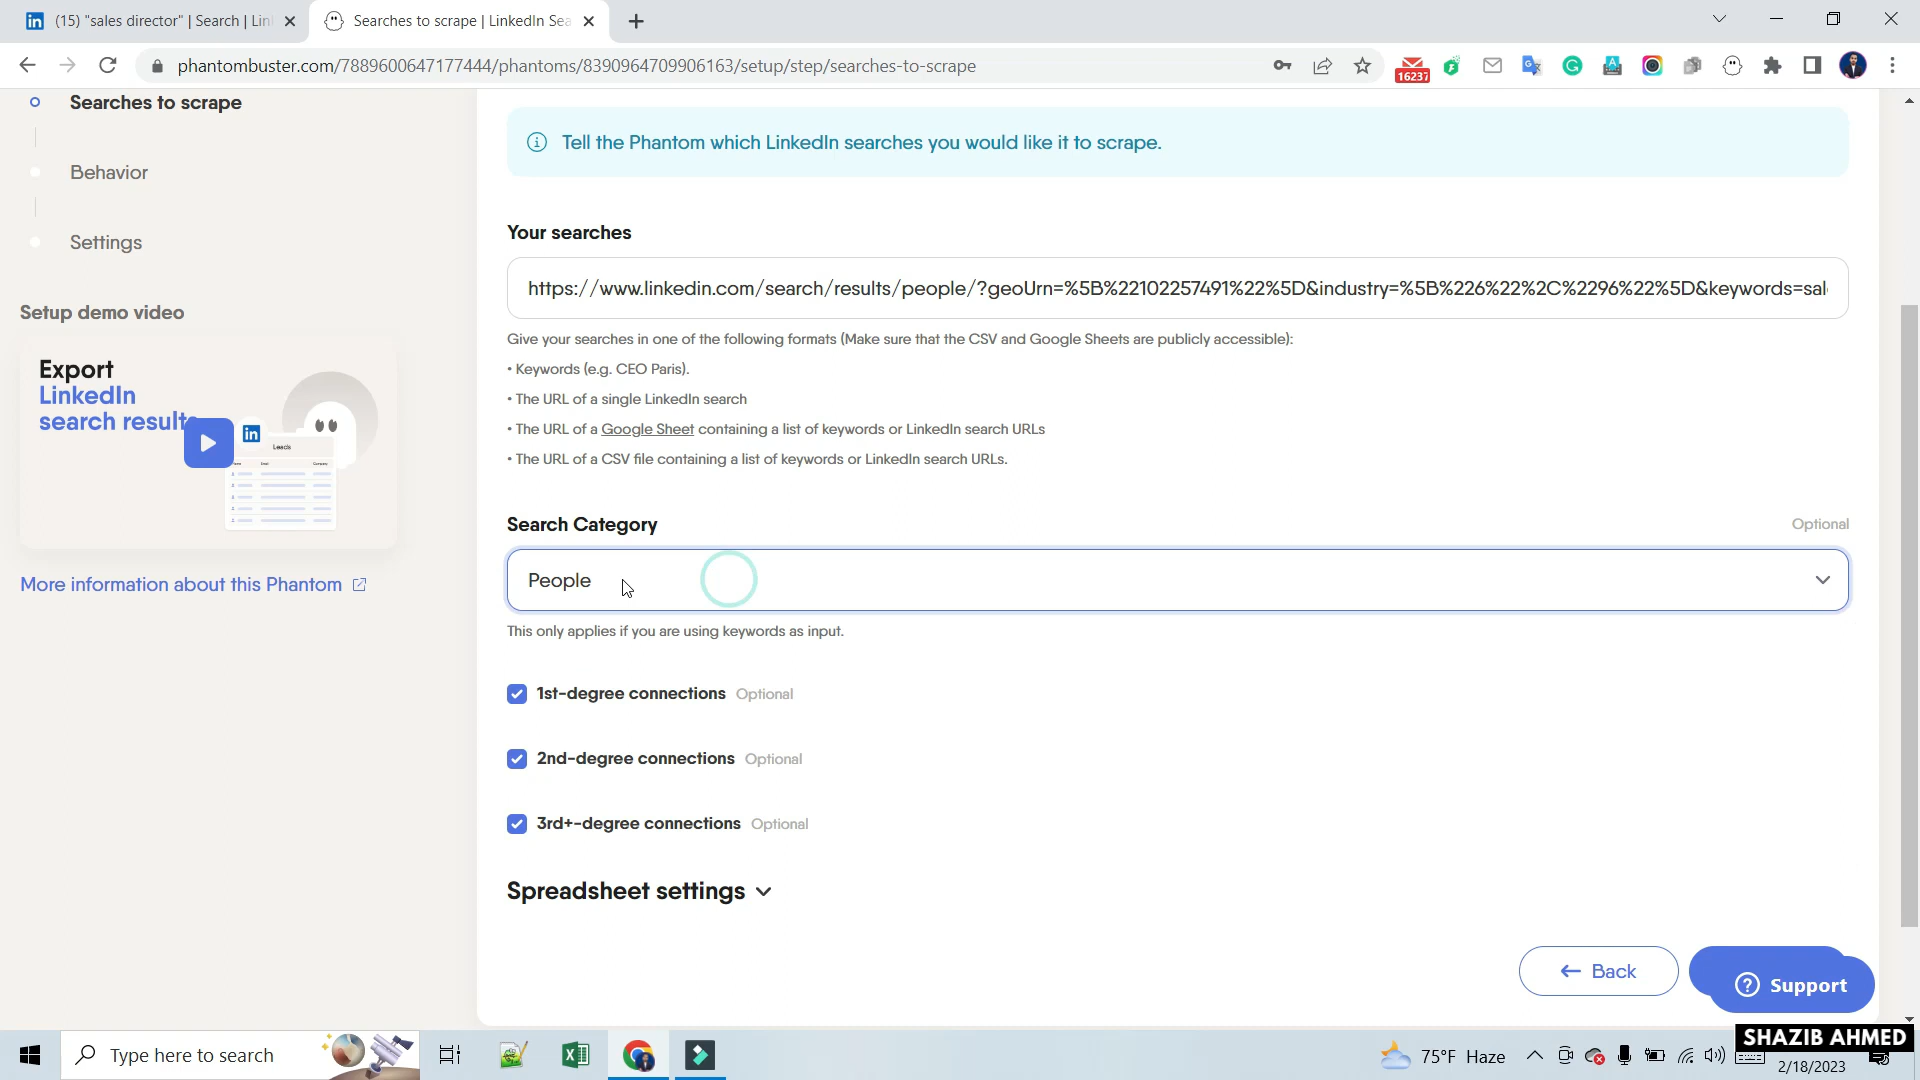 (15) "sales director" | Search | Lin
Searches to scrape | LinkedIn Sea
phantombuster.com/7889600647177444/phantoms/8390964709906163/setup/step/searches-to-scrape
16237
Searches to scrape
Behavior
Settings
Setup demo video
Export
LinkedIn
search results
in
Leads
More information about this Phantom
Tell the Phantom which LinkedIn searches you would like it to scrape.
Your searches
https://www.linkedin.com/search/results/people/?geoUrn=%5B%22102257491%22%5D&industry=%5B%226%22%2C%2296%22%5D&keywords=sal
Give your searches in one of the following formats (Make sure that the CSV and Google Sheets are publicly accessible):
• Keywords (e.g. CEO Paris).
• The URL of a single LinkedIn search
• The URL of a Google Sheet containing a list of keywords or LinkedIn search URLs
• The URL of a CSV file containing a list of keywords or LinkedIn search URLs.
Search Category Optional
People
This only applies if you are using keywords as input.
1st-degree connections Optional
2nd-degree connections Optional
3rd+-degree connections Optional
Spreadsheet settings
Back
Support
Type here to search
75°F Haze
SHAZIB AHMED
2/18/2023